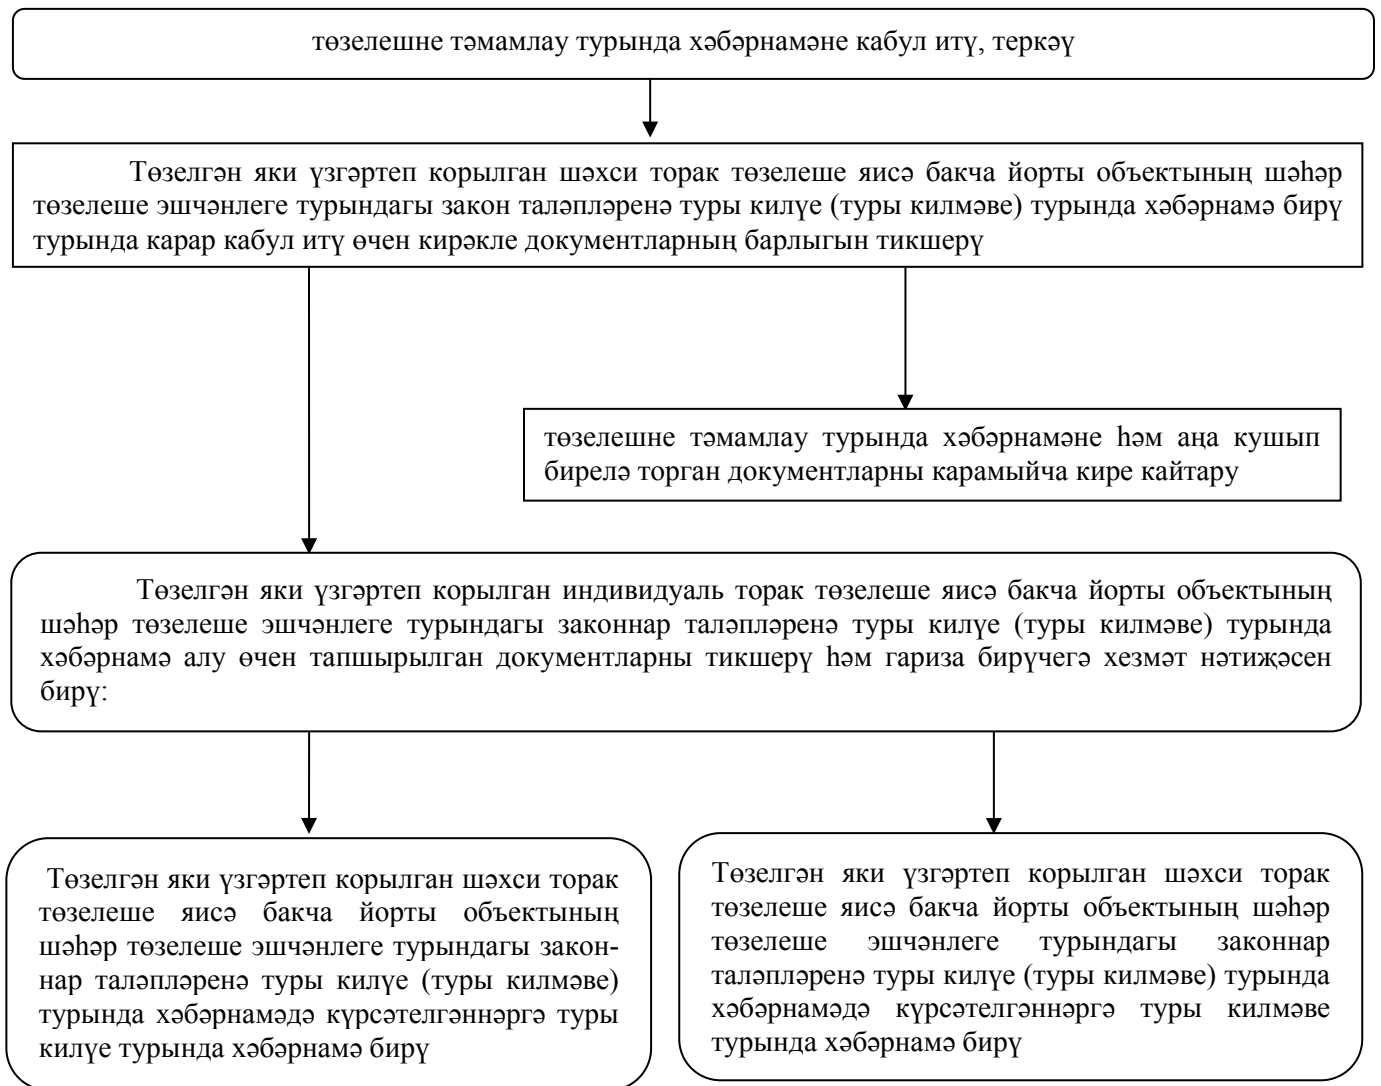 төзелешне тәмамлау турында хәбәрнамәне кабул итү, теркәү
Төзелгән яки үзгәртеп корылган шәхси торак төзелеше яисә бакча йорты объектының шәһәр
төзелеше эшчәнлеге турындагы закон таләпләренә туры килүе (туры килмәве) турында хәбәрнамә бирү
турында карар кабул итү өчен кирәкле документларның барлыгын тикшерү
төзелешне тәмамлау турында хәбәрнамәне һәм аңа кушып
бирелә торган документларны карамыйча кире кайтару
Төзелгән яки үзгәртеп корылган индивидуаль торак төзелеше яисә бакча йорты объектының
шәһәр төзелеше эшчәнлеге турындагы законнар таләпләренә туры килүе (туры килмәве) турында
хәбәрнамә алу өчен тапшырылган документларны тикшерү һәм гариза бирүчегә хезмәт нәтиҗәсен
бирү:
Төзелгән яки үзгәртеп корылган шәхси торак
төзелеше яисә бакча йорты объектының
шәһәр төзелеше эшчәнлеге турындагы закон-
нар таләпләренә туры килүе (туры килмәве)
турында хәбәрнамәдә күрсәтелгәннәргә туры
килүе турында хәбәрнамә бирү
Төзелгән яки үзгәртеп корылган шәхси торак
төзелеше яисә бакча йорты объектының шәһәр
төзелеше эшчәнлеге турындагы законнар
таләпләренә туры килүе (туры килмәве) турында
хәбәрнамәдә күрсәтелгәннәргә туры килмәве
турында хәбәрнамә бирү